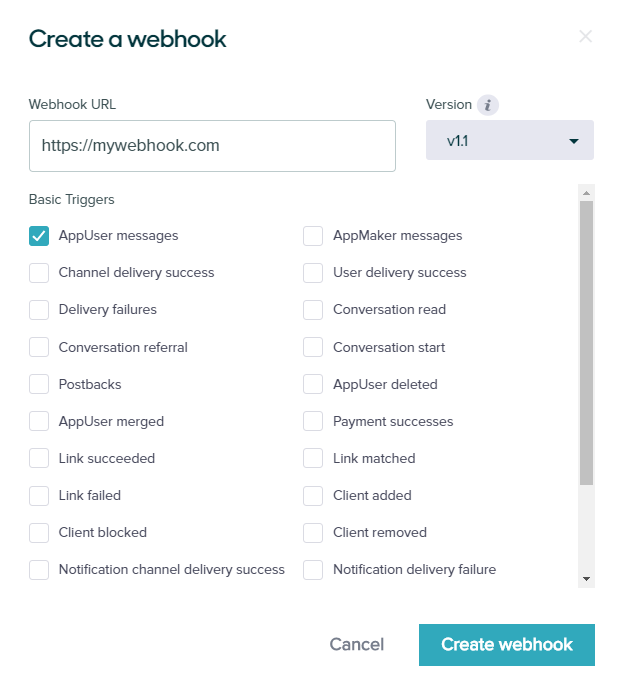 Create a webhook
Webhook URL
Version i
https://mywebhook.com
v1.1
Basic Triggers
AppUser messages
AppMaker messages
Channel delivery success
User delivery success
Delivery failures
Conversation read
Conversation referral
Conversation start
Postbacks
AppUser deleted
AppUser merged
Payment successes
Link succeeded
Link matched
Link failed
Client added
Client blocked
Client removed
Notification channel delivery success
Notification delivery failure
Cancel
Create webhook